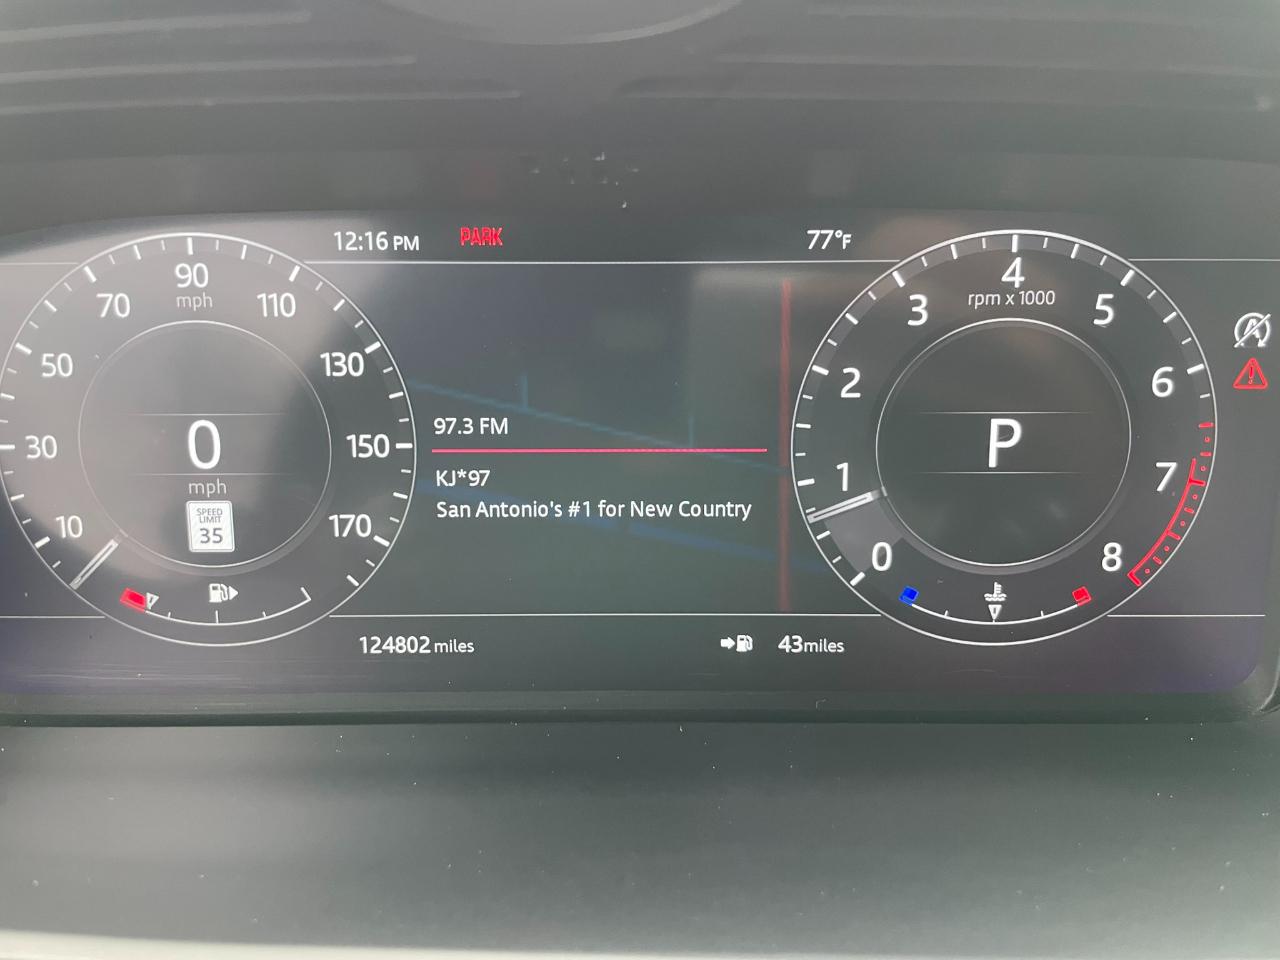 12:16 PM PARK 77°F
90
mph
70 110
50 130
30 150
10 170
0
mph
SPEED
LIMIT
35
97.3 FM
KJ*97
San Antonio's #1 for New Country
4
rpm x 1000
3 5
2 6
1 7
0 8
P
124802 miles
43 miles